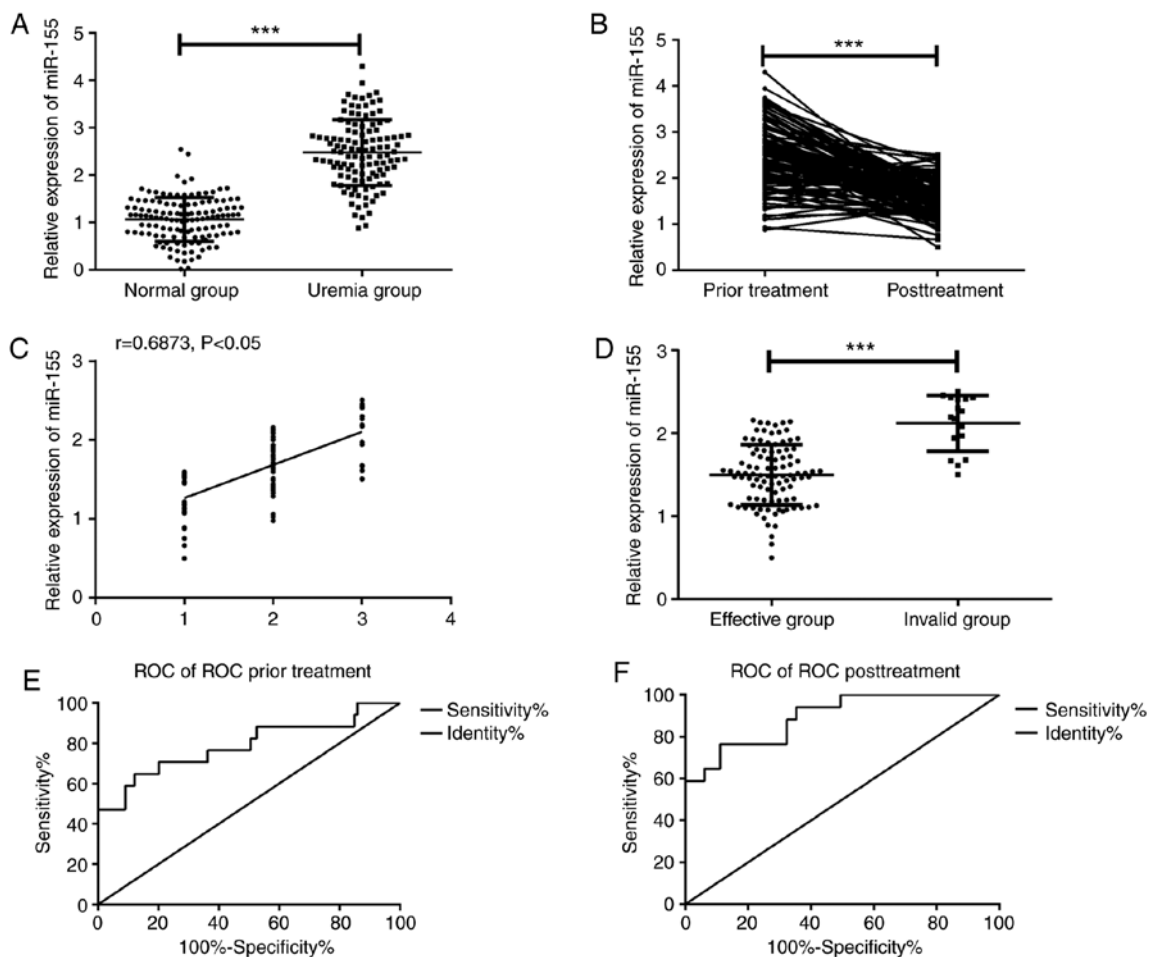 A
Relative expression of miR-155
5
4
3
2
1
0
***
Normal group
Uremia group
B
Relative expression of miR-155
5
4
3
2
1
0
***
Prior treatment
Posttreatment
C
r=0.6873, P<0.05
Relative expression of miR-155
3
2
1
0
0
1
2
3
4
D
Relative expression of miR-155
3
2
1
0
***
Effective group
Invalid group
E
ROC of ROC prior treatment
Sensitivity%
100
80
60
40
20
0
0
20
40
60
80
100
100%-Specificity%
Sensitivity%
Identity%
F
ROC of ROC posttreatment
Sensitivity%
100
80
60
40
20
0
0
20
40
60
80
100
100%-Specificity%
Sensitivity%
Identity%